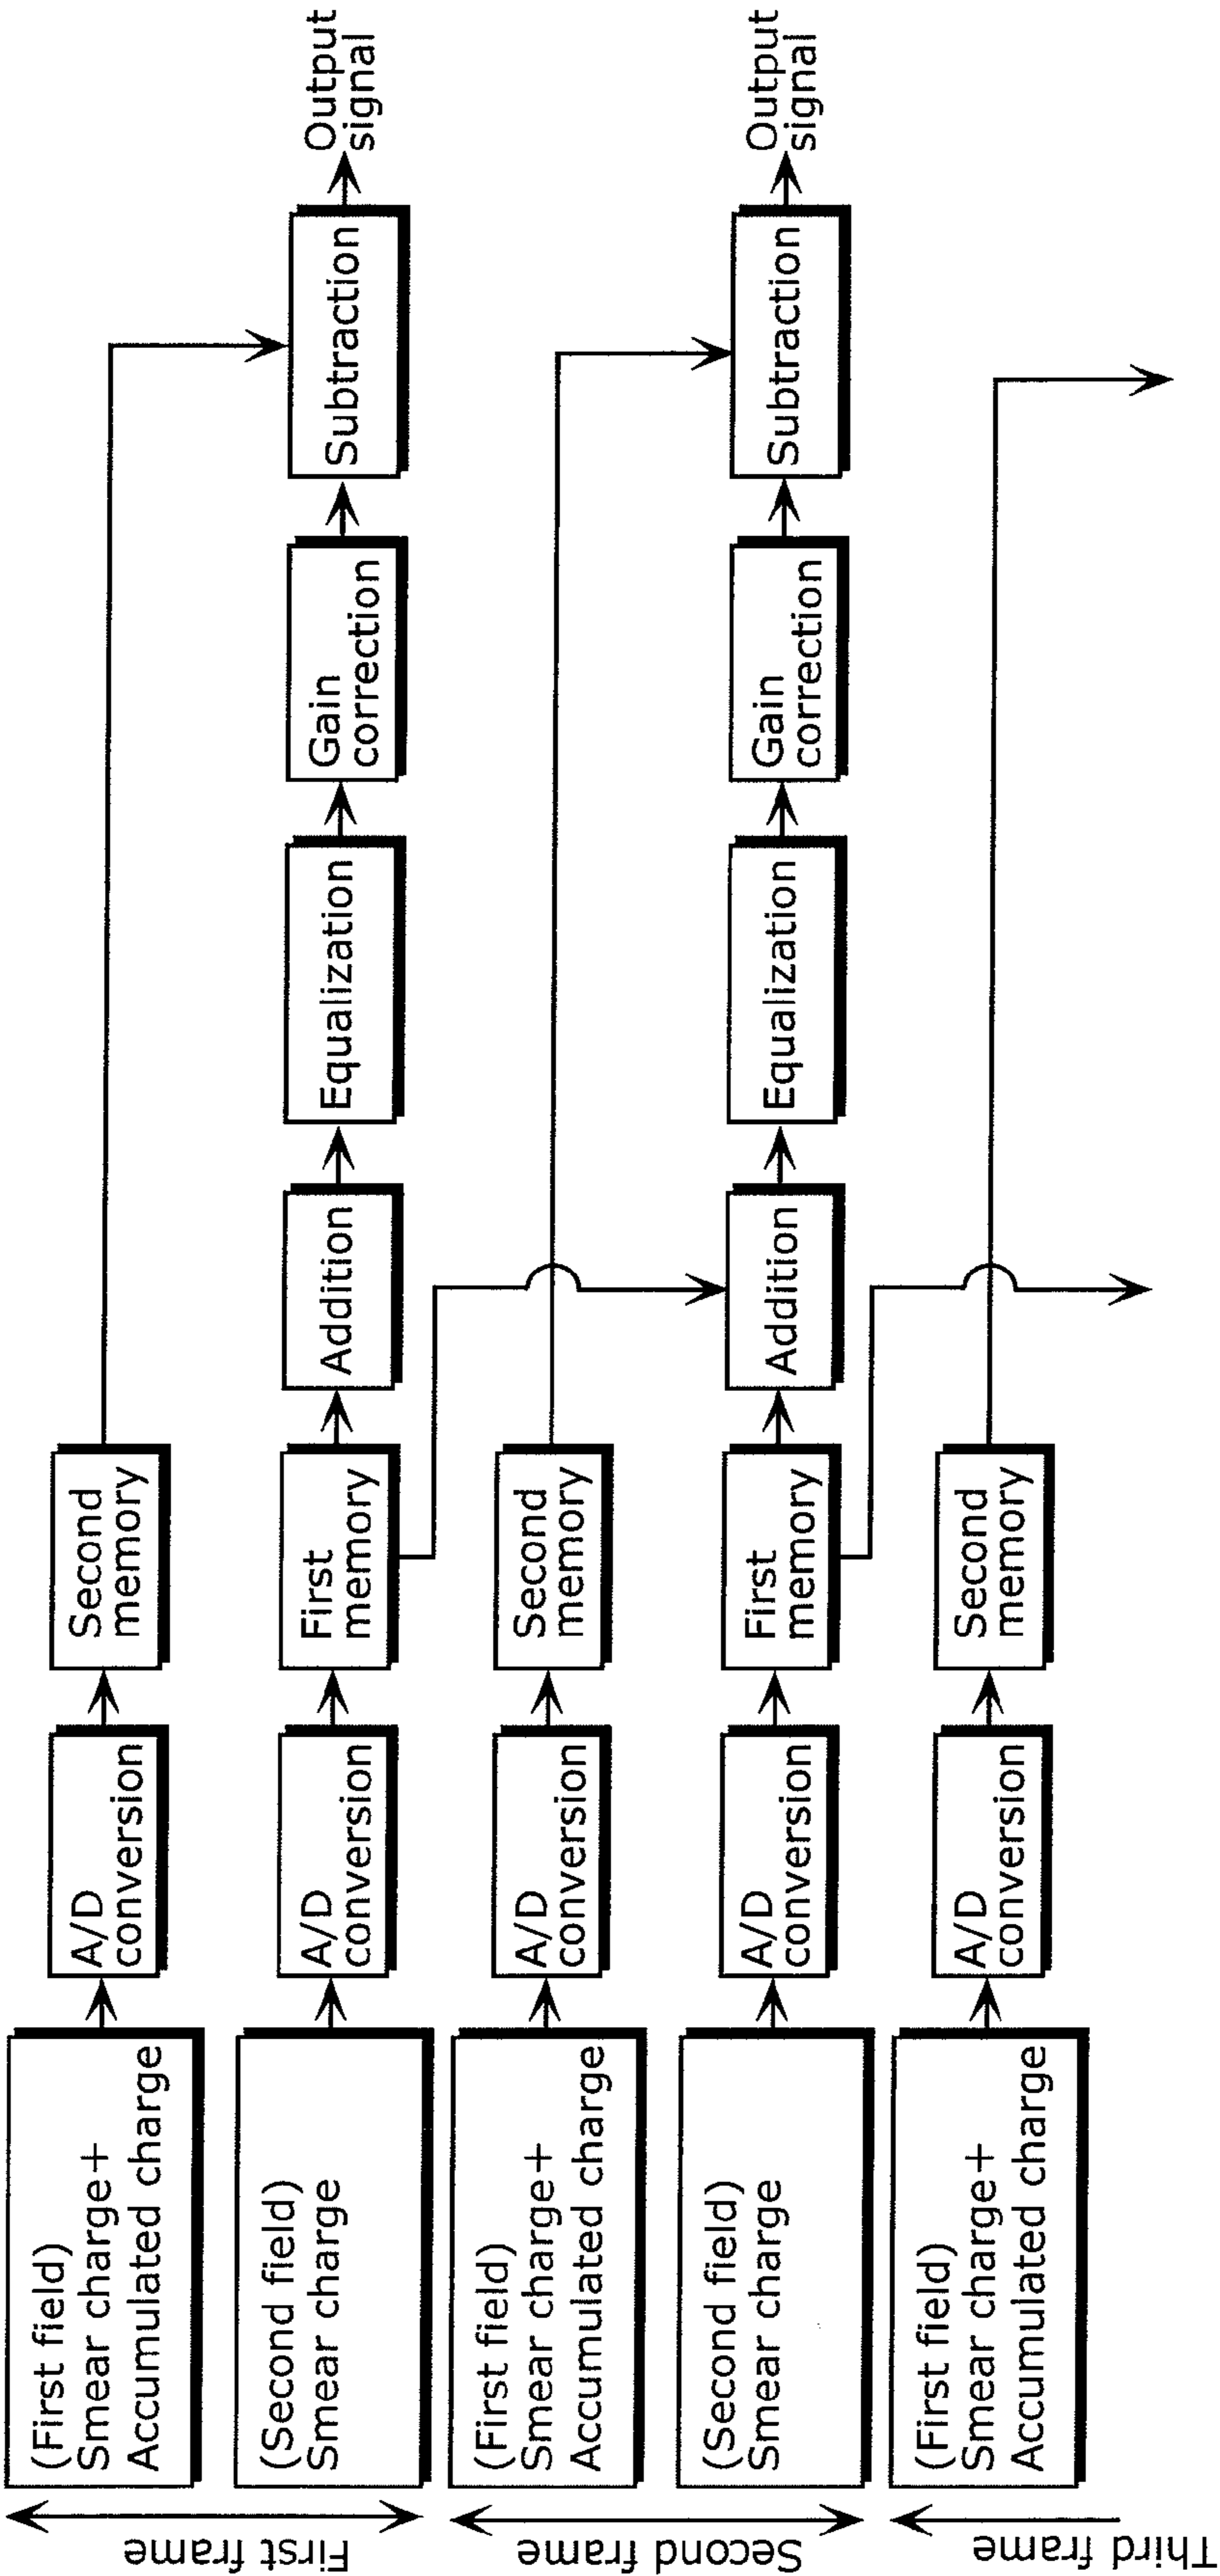 First frame
(First field)
Smear charge+
Accumulated charge
A/D
conversion
Second
memory
(Second field)
Smear charge
A/D
conversion
First
memory
Addition
Equalization
Gain
correction
Subtraction
Output
signal
Second frame
(First field)
Smear charge+
Accumulated charge
A/D
conversion
Second
memory
(Second field)
Smear charge
A/D
conversion
First
memory
Addition
Equalization
Gain
correction
Subtraction
Output
signal
Third frame
(First field)
Smear charge+
Accumulated charge
A/D
conversion
Second
memory